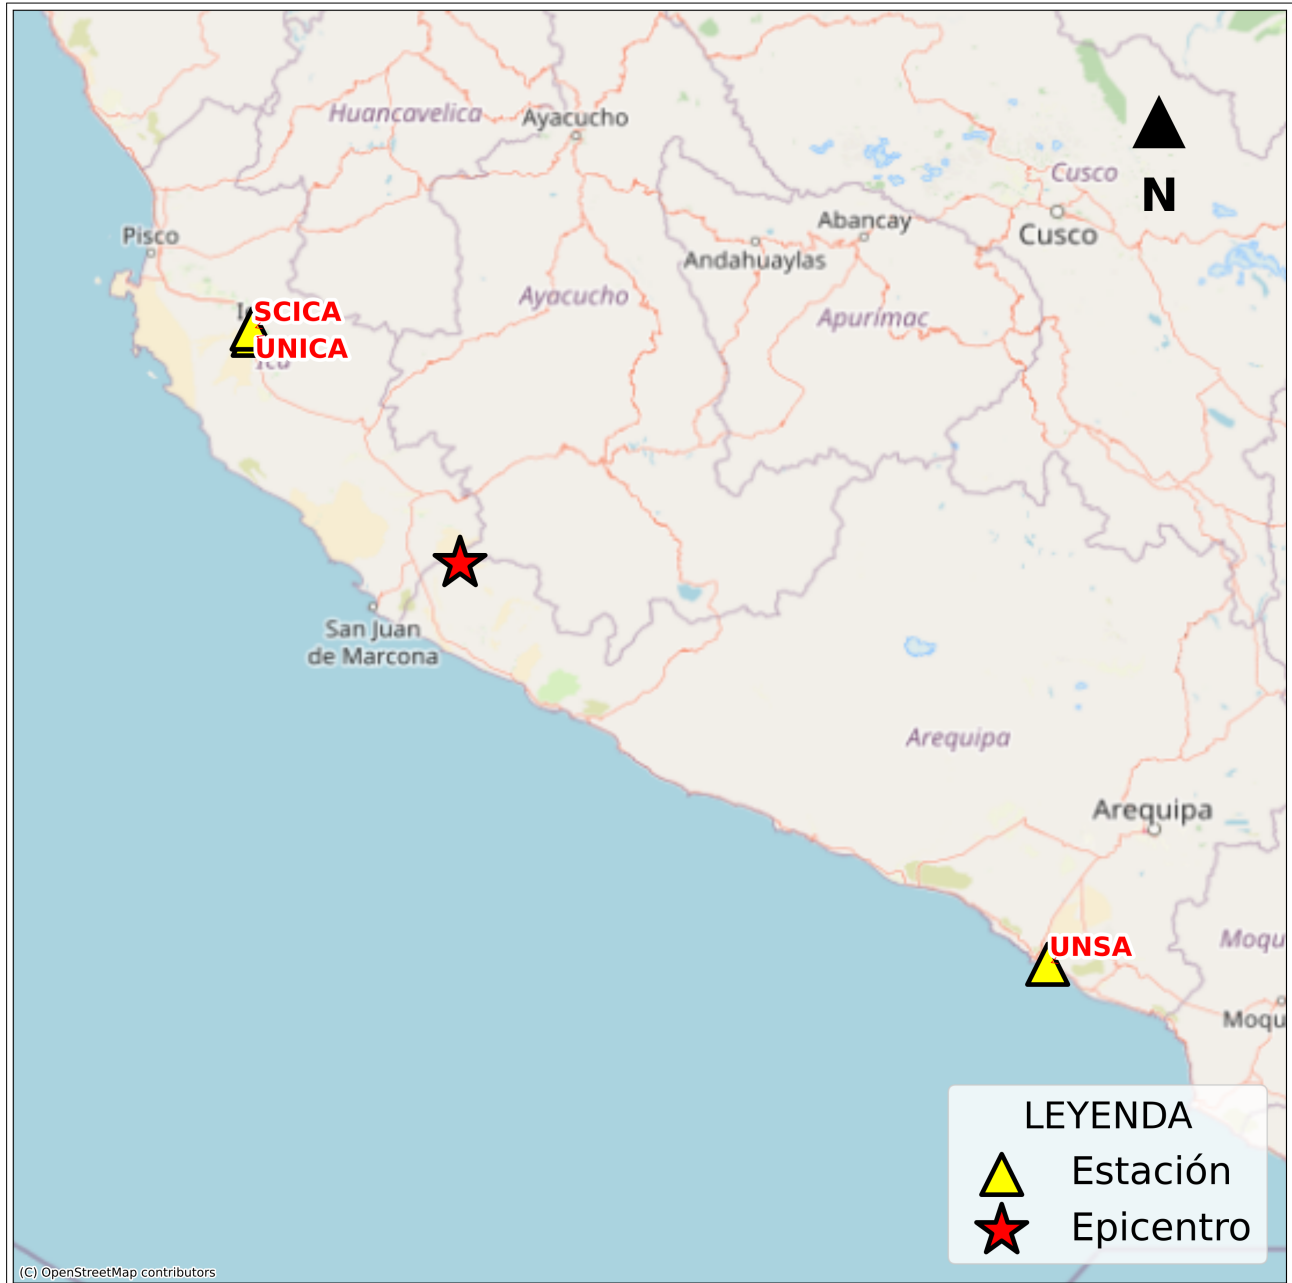 Huancavelica
Ayacucho
Cusco
N
Pisco
Abancay
Cusco
Andahuaylas
Ayacucho
Apurímac
SCICA
UNICA
Ica
San Juan
de Marcona
Arequipa
Arequipa
UNSA
Moqu
Moqu
LEYENDA
Estación
Epicentro
(C) OpenStreetMap contributors